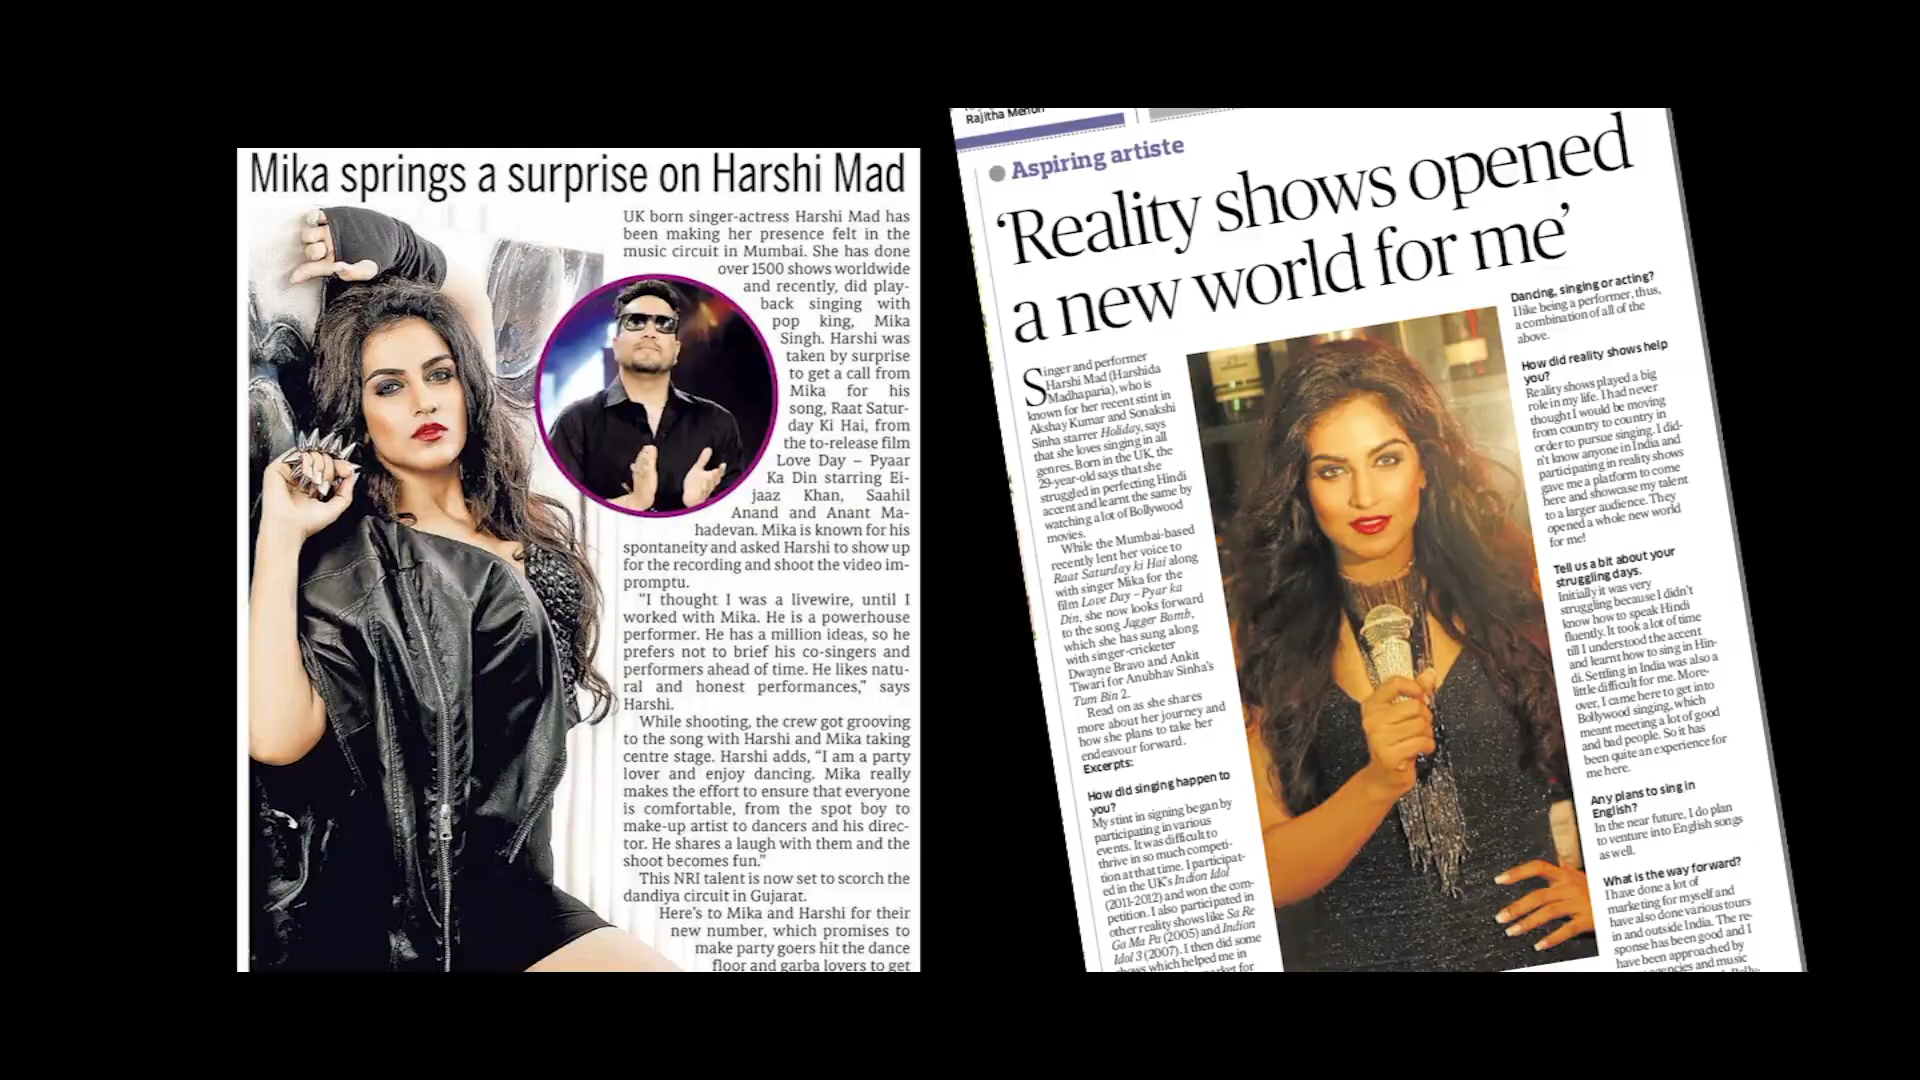 Mika springs a surprise on Harshi Mad
UK born singer-actress Harshi Mad has
been making her presence felt in the
music circuit in Mumbai. She has done
over 1500 shows worldwide
and recently, did play-
back singing with
pop king, Mika
Singh. Harshi was
taken by surprise
to get a call from
Mika for his
song, Raat Satur-
day Ki Hai, from
the to-release film
Love Day – Pyaar
Ka Din starring Ei-
jaaz Khan, Saahil
Anand and Anant Ma-
hadevan. Mika is known for his
spontaneity and asked Harshi to show up
for the recording and shoot the video im-
promptu.
"I thought I was a livewire, until I
worked with Mika. He is a powerhouse
performer. He has a million ideas, so he
prefers not to brief his co-singers and
performers ahead of time. He likes natu-
ral and honest performances," says
Harshi.
While shooting, the crew got grooving
to the song with Harshi and Mika taking
centre stage. Harshi adds, "I am a party
lover and enjoy dancing. Mika really
makes the effort to ensure that everyone
is comfortable, from the spot boy to
make-up artist to dancers and his direc-
tor. He shares a laugh with them and the
shoot becomes fun."
This NRI talent is now set to scorch the
dandiya circuit in Gujarat.
Here's to Mika and Harshi for their
new number, which promises to
make party goers hit the dance
floor and garba lovers to get
Rajitha Menon
Aspiring artiste
'Reality shows opened
a new world for me'
Singer and performer
Harshi Mad (Harshida
Madhaparia), who is
known for her recent stint in
Akshay Kumar and Sonakshi
Sinha starrer Holiday, says
that she loves singing in all
genres. Born in the UK, the
29-year-old says that she
struggled in perfecting Hindi
accent and learnt the same by
watching a lot of Bollywood
movies.
While the Mumbai-based
recently lent her voice to
Raat Saturday ki Hai along
with singer Mika for the
film Love Day – Pyar ka
Din, she now looks forward
to the song Jagger Bomb,
which she has sung along
with singer-cricketer
Dwayne Bravo and Ankit
Tiwari for Anubhav Sinha's
Tum Bin 2.
Read on as she shares
more about her journey and
how she plans to take her
endeavour forward.
Excerpts:
How did singing happen to
you?
My stint in signing began by
participating in various
events. It was difficult to
thrive in so much competi-
tion at that time. I participat-
ed in the UK's Indian Idol
(2011-2012) and won the com-
petition. I also participated in
other reality shows like Sa Re
Ga Ma Pa (2005) and Indian
Idol 3 (2007). I then did some
shows which helped me in
for
Dancing, singing or acting?
I like being a performer, thus,
a combination of all of the
above.
How did reality shows help
you?
Reality shows played a big
role in my life. I had never
thought I would be moving
from country to country in
order to pursue singing. I did-
n't know anyone in India and
participating in reality shows
gave me a platform to come
here and showcase my talent
to a larger audience. They
opened a whole new world
for me!
Tell us a bit about your
struggling days.
Initially it was very
struggling because I didn't
know how to speak Hindi
fluently. It took a lot of time
till I understood the accent
and learnt how to sing in Hin-
di. Settling in India was also a
little difficult for me. More-
over, I came here to get into
Bollywood singing, which
meant meeting a lot of good
and bad people. So it has
been quite an experience for
me here.
Any plans to sing in
English?
In the near future, I do plan
to venture into English songs
as well.
What is the way forward?
I have done a lot of
marketing for myself and
have also done various tours
in and outside India. The re-
sponse has been good and I
have been approached by
and music